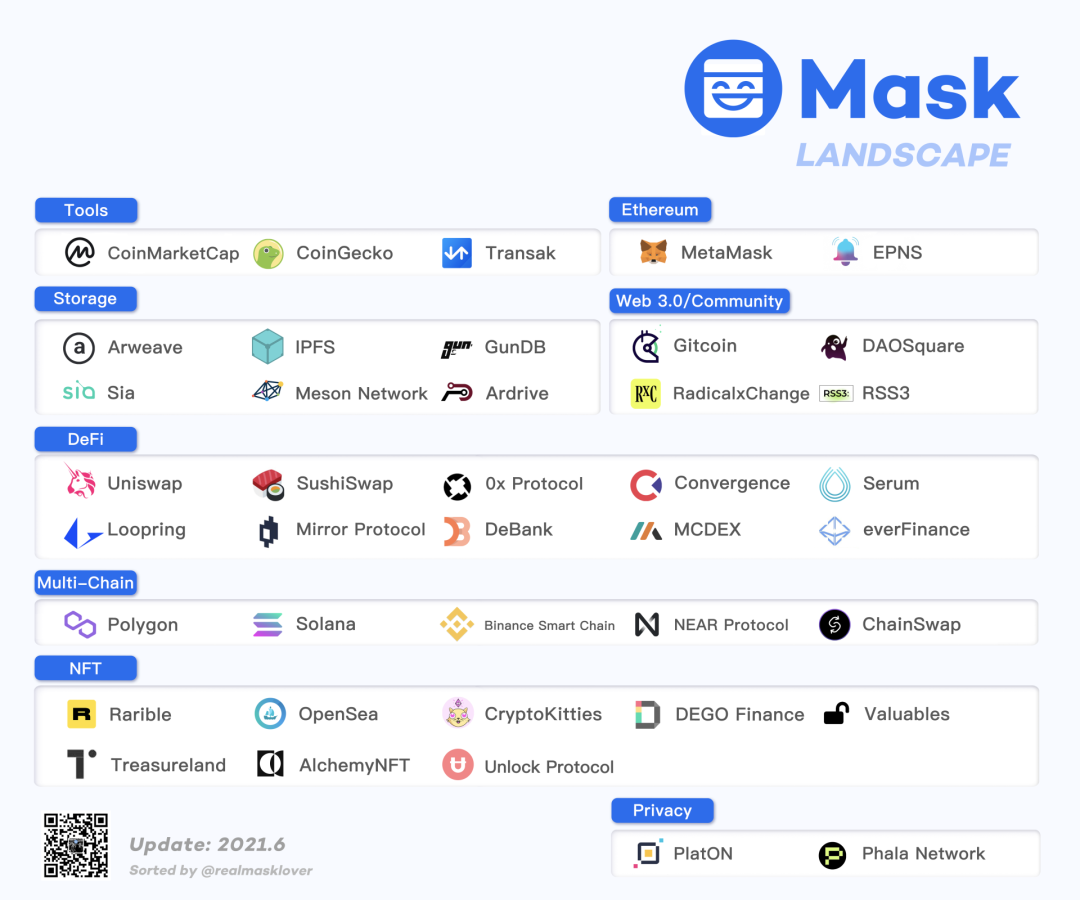 Mask
LANDSCAPE
Tools
CoinMarketCap CoinGecko Transak
Ethereum
MetaMask EPNS
Storage
Arweave IPFS GunDB
Sia Meson Network Ardrive
Web 3.0/Community
Gitcoin DAOSquare
RadicalxChange RSS3
DeFi
Uniswap SushiSwap 0x Protocol Convergence Serum
Loopring Mirror Protocol DeBank MCDEX everFinance
Multi-Chain
Polygon Solana Binance Smart Chain NEAR Protocol ChainSwap
NFT
Rarible OpenSea CryptoKitties DEGO Finance Valuables
Treasureland AlchemyNFT Unlock Protocol
Privacy
PlatON Phala Network
Update: 2021.6
Sorted by @realmasklover